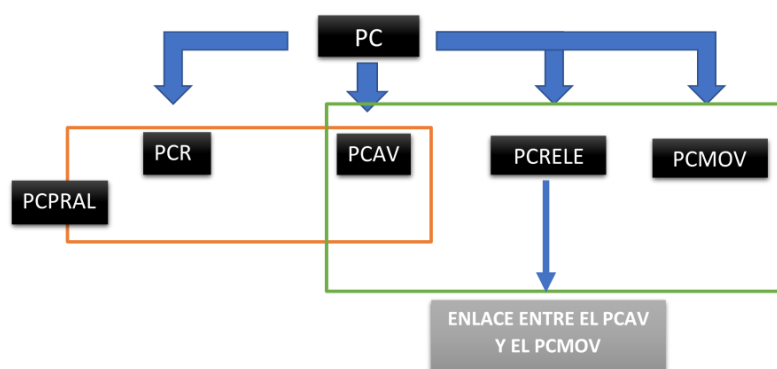 PC
PCR
PCAV
PCRELE
PCMOV
PCPRAL
ENLACE ENTRE EL PCAV
Y EL PCMOV